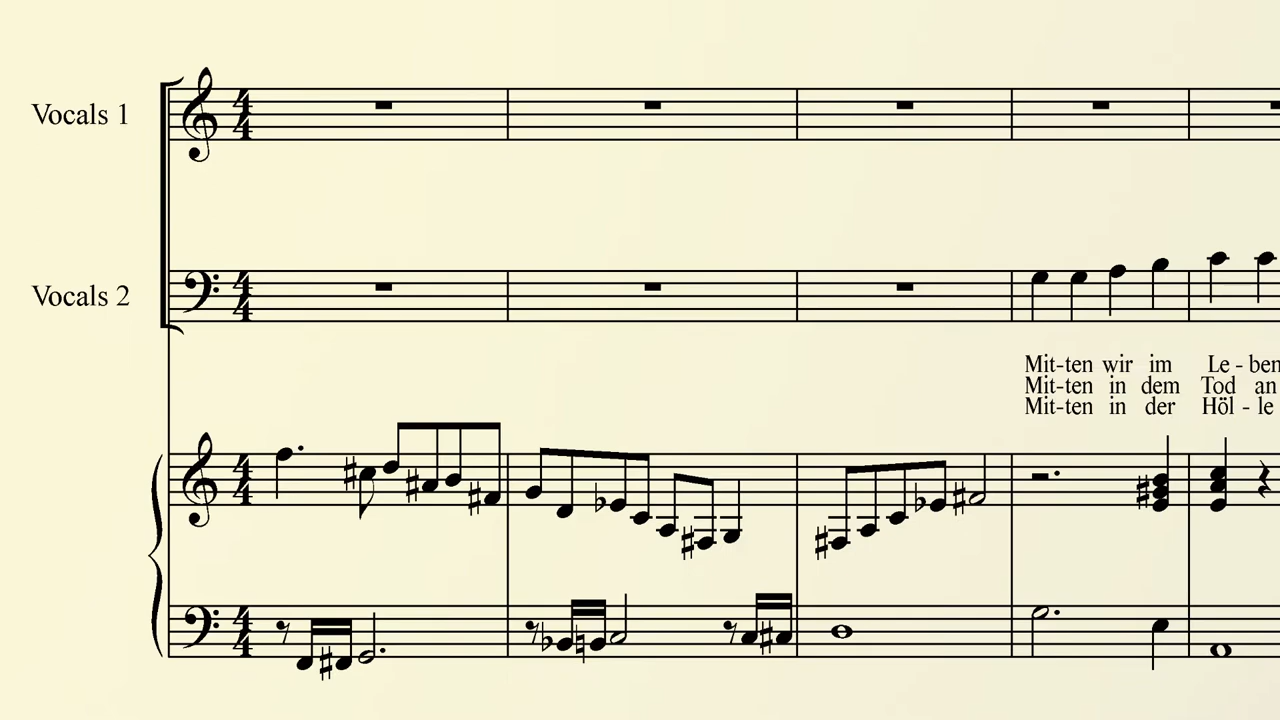 Vocals 1
Vocals 2
Mit-ten wir im Le - ben
Mit-ten in dem Tod an
Mit-ten in der Höl - le